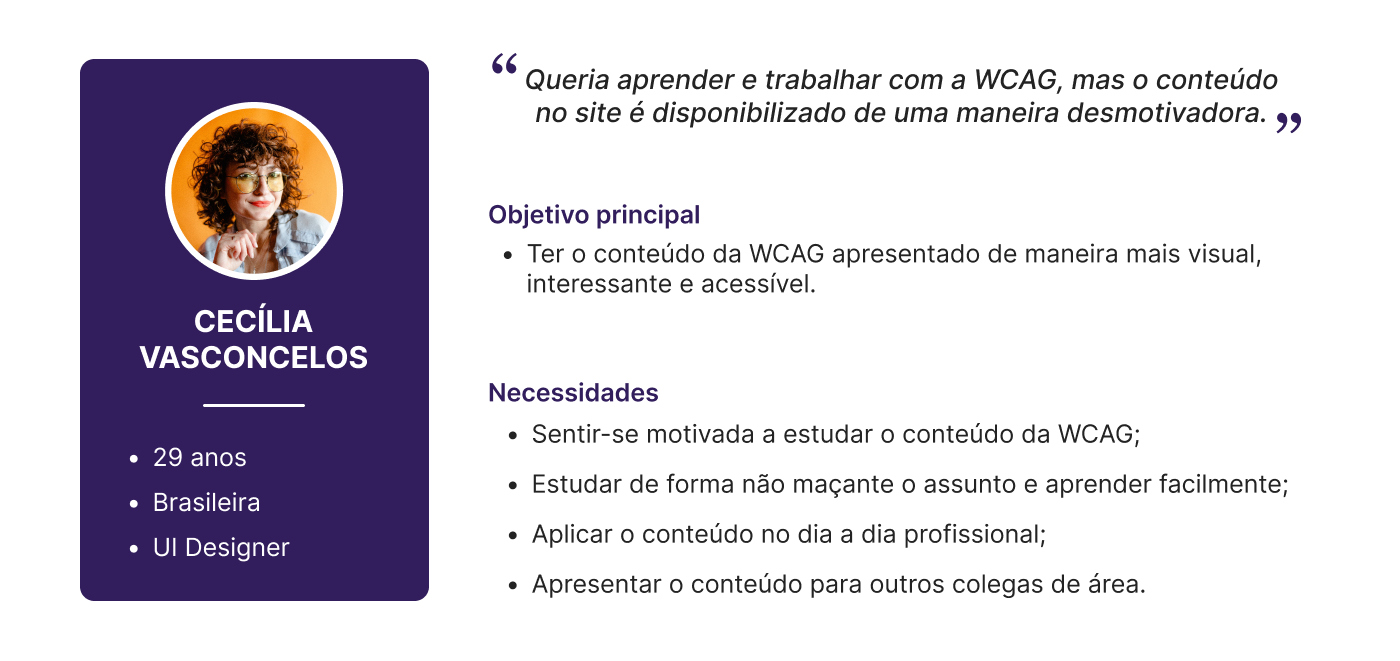 CECÍLIA
VASCONCELOS
• 29 anos
• Brasileira
• UI Designer
“ Queria aprender e trabalhar com a WCAG, mas o conteúdo
no site é disponibilizado de uma maneira desmotivadora. ”
Objetivo principal
• Ter o conteúdo da WCAG apresentado de maneira mais visual,
interessante e acessível.
Necessidades
• Sentir-se motivada a estudar o conteúdo da WCAG;
• Estudar de forma não maçante o assunto e aprender facilmente;
• Aplicar o conteúdo no dia a dia profissional;
• Apresentar o conteúdo para outros colegas de área.